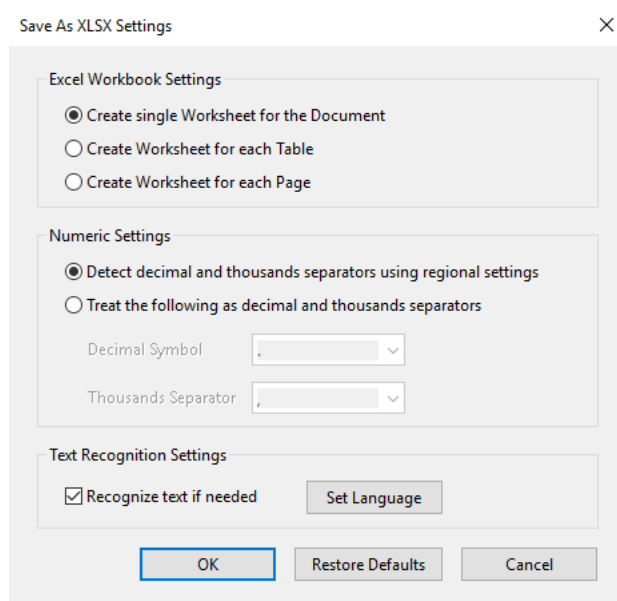 Save As XLSX Settings
Excel Workbook Settings
Create single Worksheet for the Document
Create Worksheet for each Table
Create Worksheet for each Page
Numeric Settings
Detect decimal and thousands separators using regional settings
Treat the following as decimal and thousands separators
Decimal Symbol .
Thousands Separator ,
Text Recognition Settings
Recognize text if needed Set Language
OK Restore Defaults Cancel